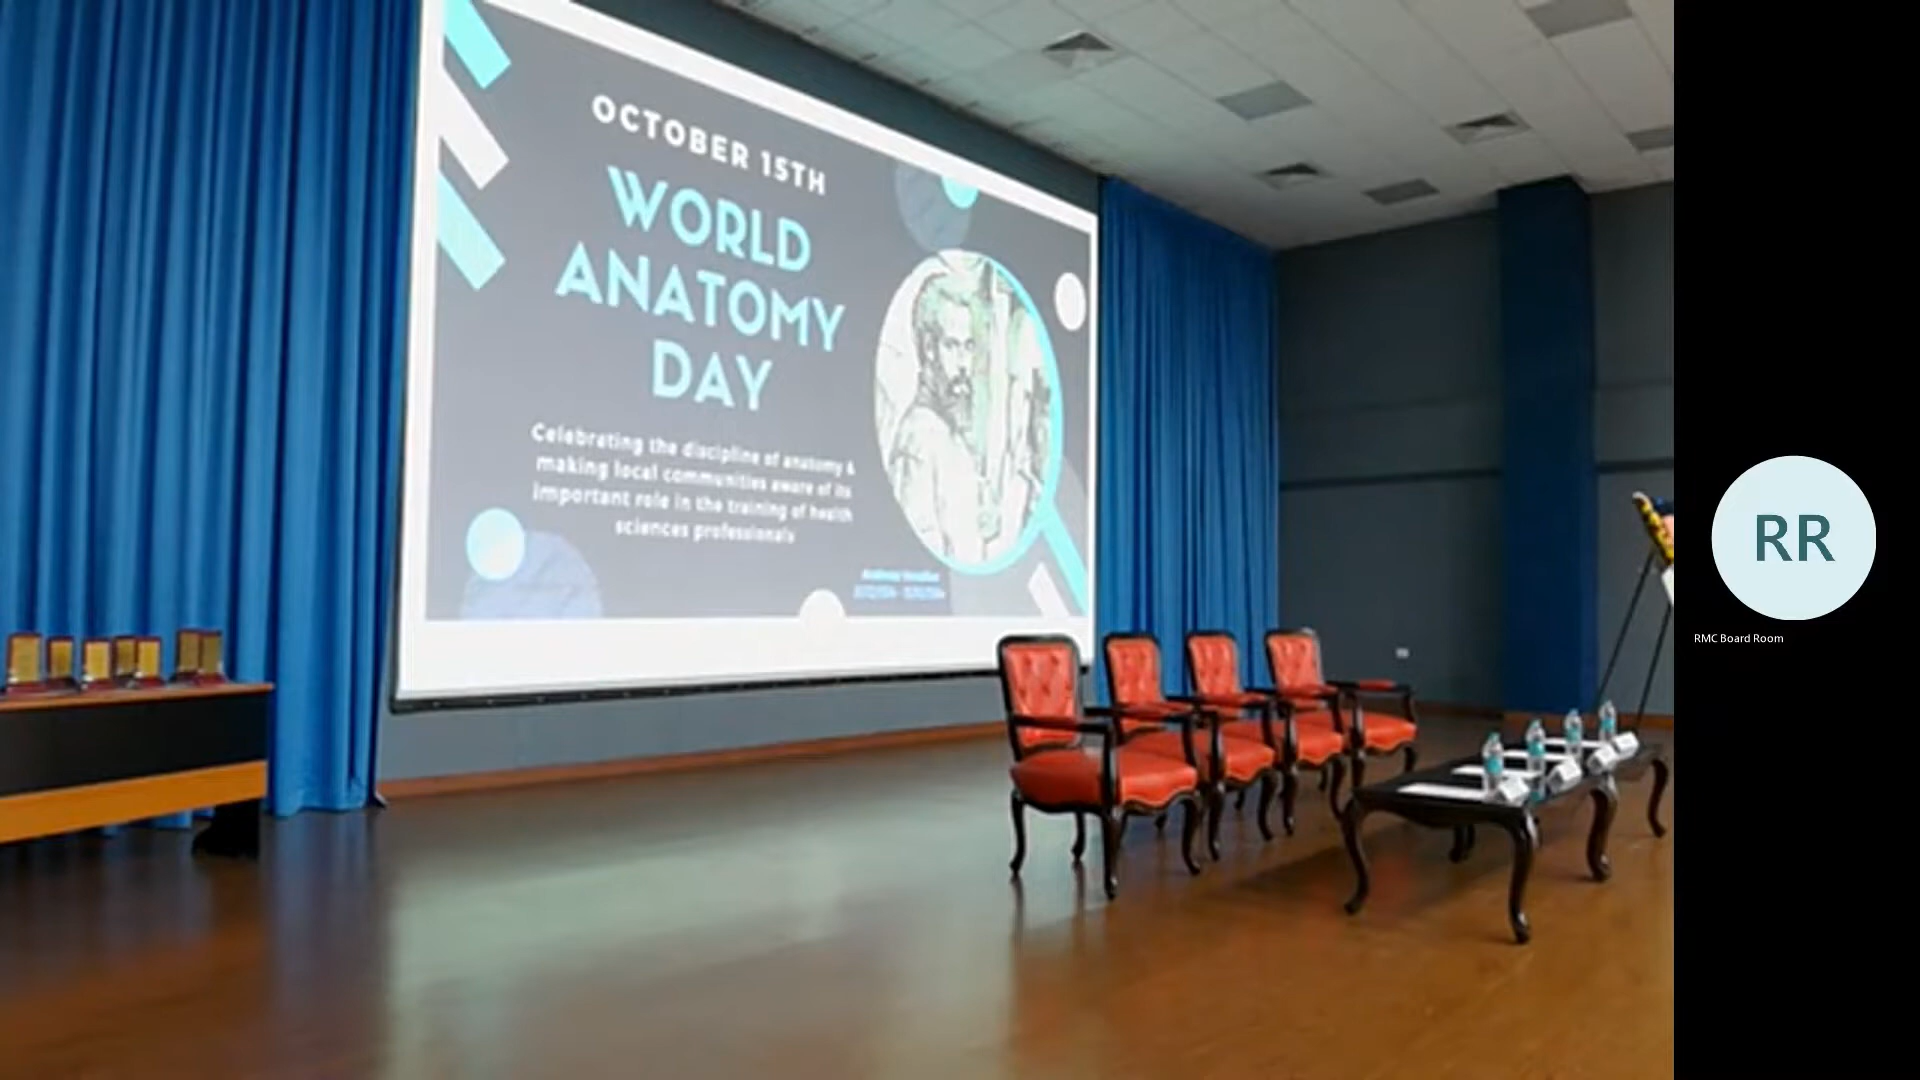 OCTOBER 15TH
WORLD
ANATOMY
DAY
Celebrating the discipline of anatomy &
making local communities aware of its
important role in the training of health
sciences professionals
RR
RMC Board Room